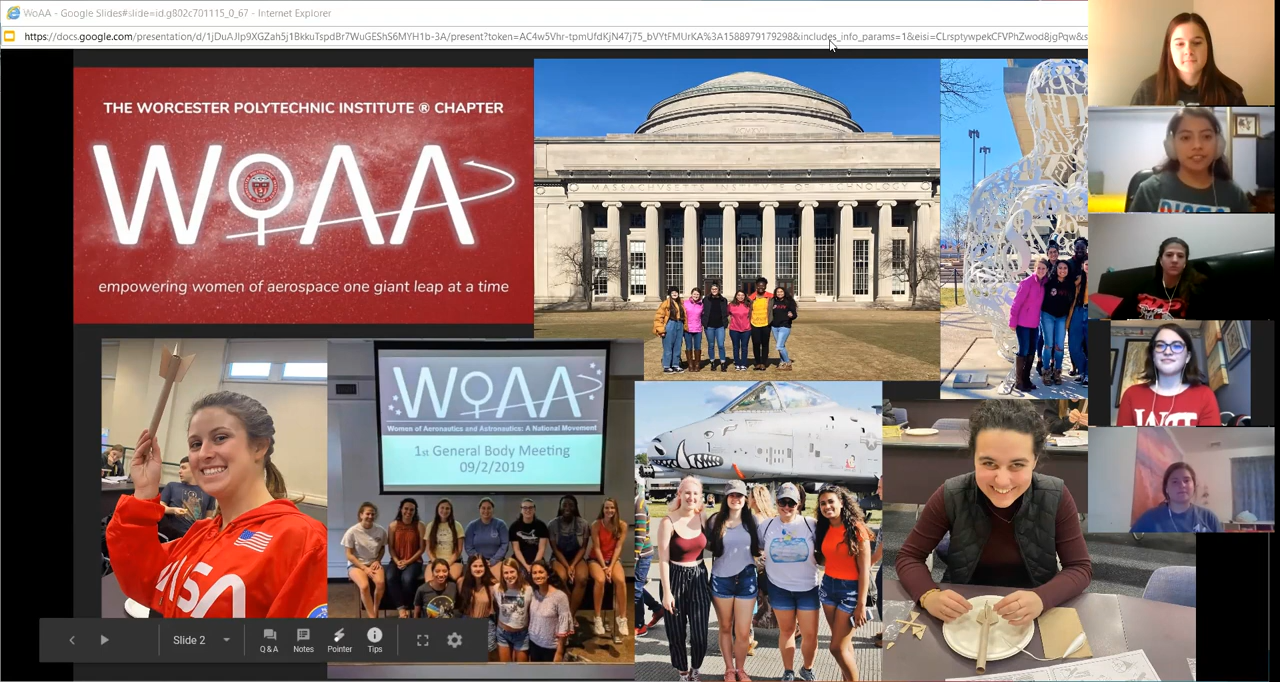 WoAA - Google Slides#slide=id.g802c701115_0_67 - Internet Explorer
https://docs.google.com/presentation/d/1jDuAJIp9XGZah5j1BkkuTspdBr7WuGEShS6MYH1b-3A/present?token=AC4w5Vhr-tpmUfdKjN47j75_bVYtFMUrKA%3A1588979179298&includes_info_params=1&eisi=CLrsptywpekCFVPhZwod8jgPqw&s
THE WORCESTER POLYTECHNIC INSTITUTE ® CHAPTER
WoAA
empowering women of aerospace one giant leap at a time
MASSACHVSETTS INSTITVTE OF TECHNOLOGY
WoAA
Women of Aeronautics and Astronautics: A National Movement
1st General Body Meeting
09/2/2019
NASA
Slide 2
Q & A
Notes
Pointer
Tips